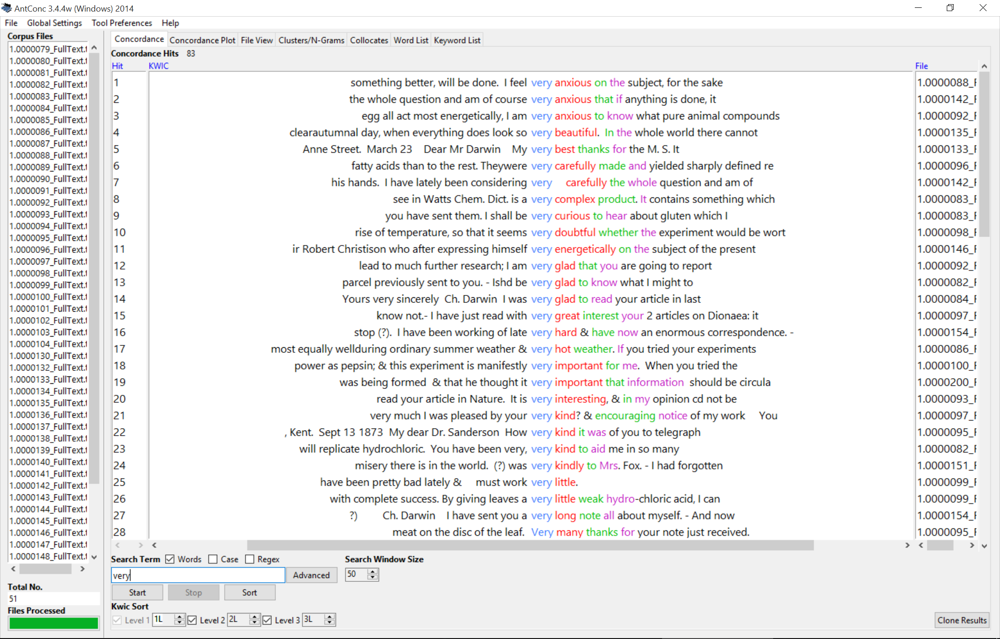 AntConc 3.4.4w (Windows) 2014
File Global Settings Tool Preferences Help
Corpus Files
1.0000079_FullText.t
1.0000080_FullText.t
1.0000081_FullText.t
1.0000082_FullText.t
1.0000083_FullText.t
1.0000084_FullText.t
1.0000085_FullText.t
1.0000086_FullText.t
1.0000087_FullText.t
1.0000088_FullText.t
1.0000089_FullText.t
1.0000090_FullText.t
1.0000091_FullText.t
1.0000092_FullText.t
1.0000093_FullText.t
1.0000094_FullText.t
1.0000095_FullText.t
1.0000096_FullText.t
1.0000097_FullText.t
1.0000098_FullText.t
1.0000099_FullText.t
1.0000100_FullText.t
1.0000101_FullText.t
1.0000102_FullText.t
1.0000103_FullText.t
1.0000104_FullText.t
1.0000130_FullText.t
1.0000132_FullText.t
1.0000133_FullText.t
1.0000134_FullText.t
1.0000135_FullText.t
1.0000136_FullText.t
1.0000137_FullText.t
1.0000138_FullText.t
1.0000139_FullText.t
1.0000140_FullText.t
1.0000141_FullText.t
1.0000142_FullText.t
1.0000143_FullText.t
1.0000144_FullText.t
1.0000145_FullText.t
1.0000146_FullText.t
1.0000147_FullText.t
1.0000148_FullText.t
Total No.
51
Files Processed
Concordance Concordance Plot File View Clusters/N-Grams Collocates Word List Keyword List
Concordance Hits 83
Hit KWIC File
1 something better, will be done. I feel very anxious on the subject, for the sake 1.0000088_F
2 the whole question and am of course very anxious that if anything is done, it 1.0000142_F
3 egg all act most energetically, I am very anxious to know what pure animal compounds 1.0000092_F
4 clearautumnal day, when everything does look so very beautiful. In the whole world there cannot 1.0000135_F
5 Anne Street. March 23 Dear Mr Darwin My very best thanks for the M. S. It 1.0000133_F
6 fatty acids than to the rest. Theywere very carefully made and yielded sharply defined re 1.0000096_F
7 his hands. I have lately been considering very carefully the whole question and am of 1.0000142_F
8 see in Watts Chem. Dict. is a very complex product. It contains something which 1.0000083_F
9 you have sent them. I shall be very curious to hear about gluten which I 1.0000083_F
10 rise of temperature, so that it seems very doubtful whether the experiment would be wort 1.0000098_F
11 ir Robert Christison who after expressing himself very energetically on the subject of the present 1.0000146_F
12 lead to much further research; I am very glad that you are going to report 1.0000092_F
13 parcel previously sent to you. - Ishd be very glad to know what I might to 1.0000082_F
14 Yours very sincerely Ch. Darwin I was very glad to read your article in last 1.0000084_F
15 know not.- I have just read with very great interest your 2 articles on Dionaea: it 1.0000097_F
16 stop (?). I have been working of late very hard & have now an enormous correspondence. - 1.0000154_F
17 most equally wellduring ordinary summer weather & very hot weather. If you tried your experiments 1.0000086_F
18 power as pepsin; & this experiment is manifestly very important for me. When you tried the 1.0000100_F
19 was being formed & that he thought it very important that information should be circula 1.0000200_F
20 read your article in Nature. It is very interesting, & in my opinion cd not be 1.0000093_F
21 very much I was pleased by your very kind? & encouraging notice of my work You 1.0000097_F
22 , Kent. Sept 13 1873 My dear Dr. Sanderson How very kind it was of you to telegraph 1.0000095_F
23 will replicate hydrochloric. You have been very, very kind to aid me in so many 1.0000082_F
24 misery there is in the world. (?) was very kindly to Mrs. Fox. - I had forgotten 1.0000151_F
25 have been pretty bad lately & must work very little. 1.0000099_F
26 with complete success. By giving leaves a very little weak hydro-chloric acid, I can 1.0000099_F
27 ?) Ch. Darwin I have sent you a very long note all about myself. - And now 1.0000154_F
28 meat on the disc of the leaf. Very many thanks for your note just received. 1.0000095_F
Search Term Words Case Regex Search Window Size
very Advanced 50
Start Stop Sort
Kwic Sort
Level 1 1L Level 2 2L Level 3 3L Clone Results